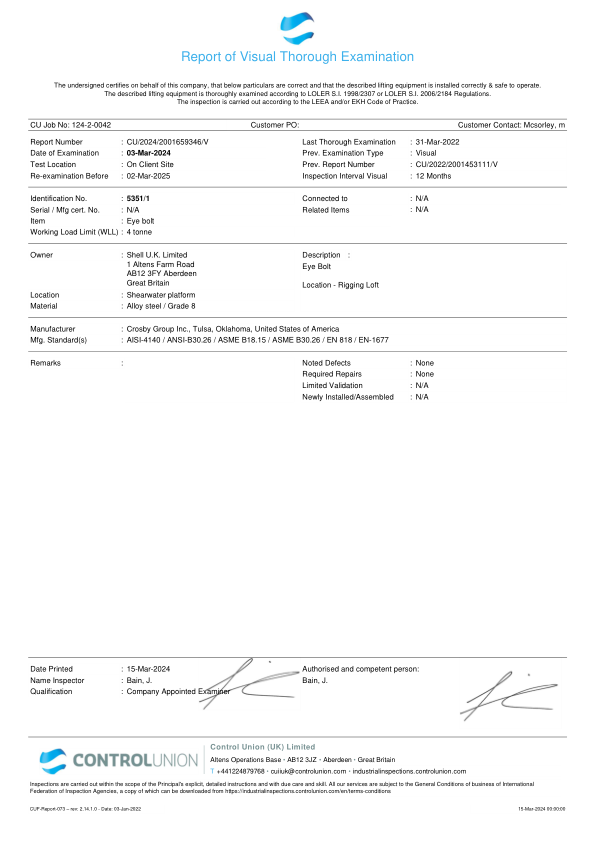 Report of Visual Thorough Examination
The undersigned certifies on behalf of this company, that below particulars are correct and that the described lifting equipment is installed correctly & safe to operate.
The described lifting equipment is thoroughly examined according to LOLER S.I. 1998/2307 or LOLER S.I. 2006/2184 Regulations.
The inspection is carried out according to the LEEA and/or EKH Code of Practice.
CU Job No: 124-2-0042 Customer PO: Customer Contact: Mcsorley, m
Report Number : CU/2024/2001659346/V Last Thorough Examination : 31-Mar-2022
Date of Examination : 03-Mar-2024 Prev. Examination Type : Visual
Test Location : On Client Site Prev. Report Number : CU/2022/2001453111/V
Re-examination Before : 02-Mar-2025 Inspection Interval Visual : 12 Months
Identification No. : 5351/1 Connected to : N/A
Serial / Mfg cert. No. : N/A Related Items : N/A
Item : Eye bolt
Working Load Limit (WLL) : 4 tonne
Owner : Shell U.K. Limited Description :
1 Altens Farm Road Eye Bolt
AB12 3FY Aberdeen
Great Britain Location - Rigging Loft
Location : Shearwater platform
Material : Alloy steel / Grade 8
Manufacturer : Crosby Group Inc., Tulsa, Oklahoma, United States of America
Mfg. Standard(s) : AISI-4140 / ANSI-B30.26 / ASME B18.15 / ASME B30.26 / EN 818 / EN-1677
Remarks : Noted Defects : None
Required Repairs : None
Limited Validation : N/A
Newly Installed/Assembled : N/A
Date Printed : 15-Mar-2024 Authorised and competent person:
Name Inspector : Bain, J. Bain, J.
Qualification : Company Appointed Examiner
CONTROLUNION
Control Union (UK) Limited
Altens Operations Base · AB12 3JZ · Aberdeen · Great Britain
T +441224879768 · cuiiuk@controlunion.com · industrialinspections.controlunion.com
Inspections are carried out within the scope of the Principal's explicit, detailed instructions and with due care and skill. All our services are subject to the General Conditions of business of International
Federation of Inspection Agencies, a copy of which can be downloaded from https://industrialinspections.controlunion.com/en/terms-conditions
CUF-Report-073 – rev: 2.14.1.0 - Date: 03-Jun-2022 15-Mar-2024 00:00:00